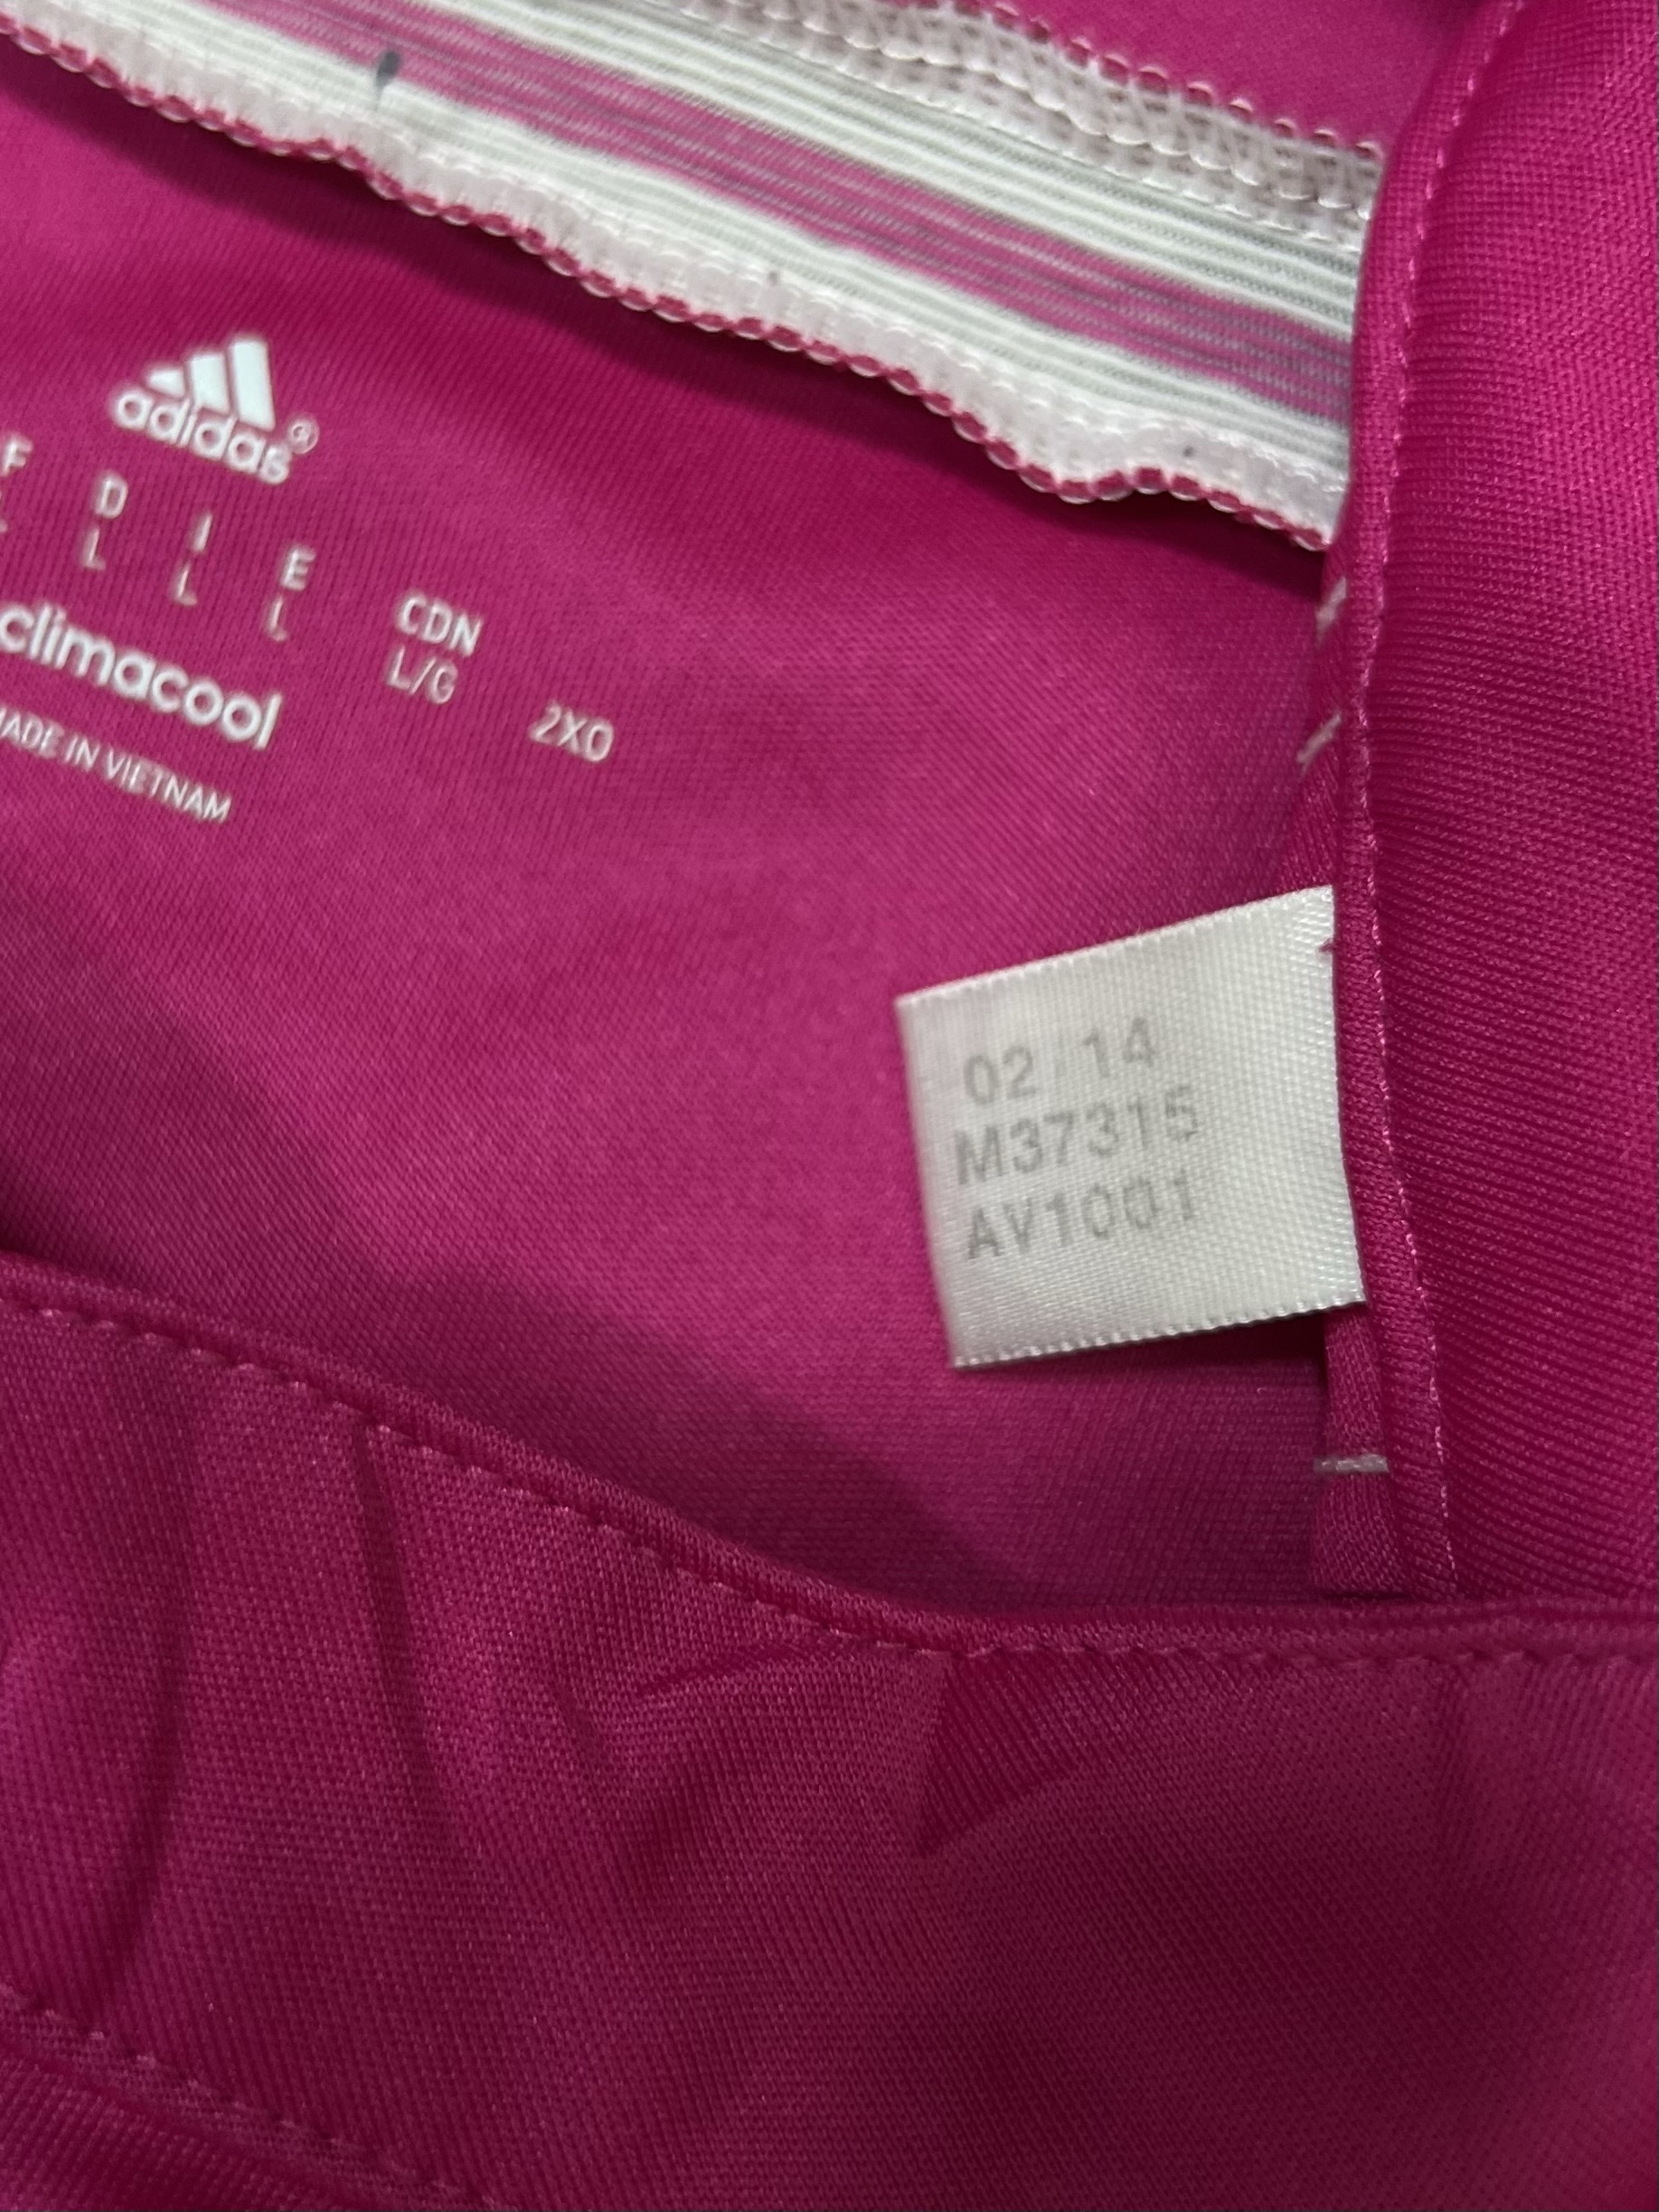 adidas®
F D I E CDN
L L L L/G 2XO
climacool
MADE IN VIETNAM
02/14
M37315
AV1001